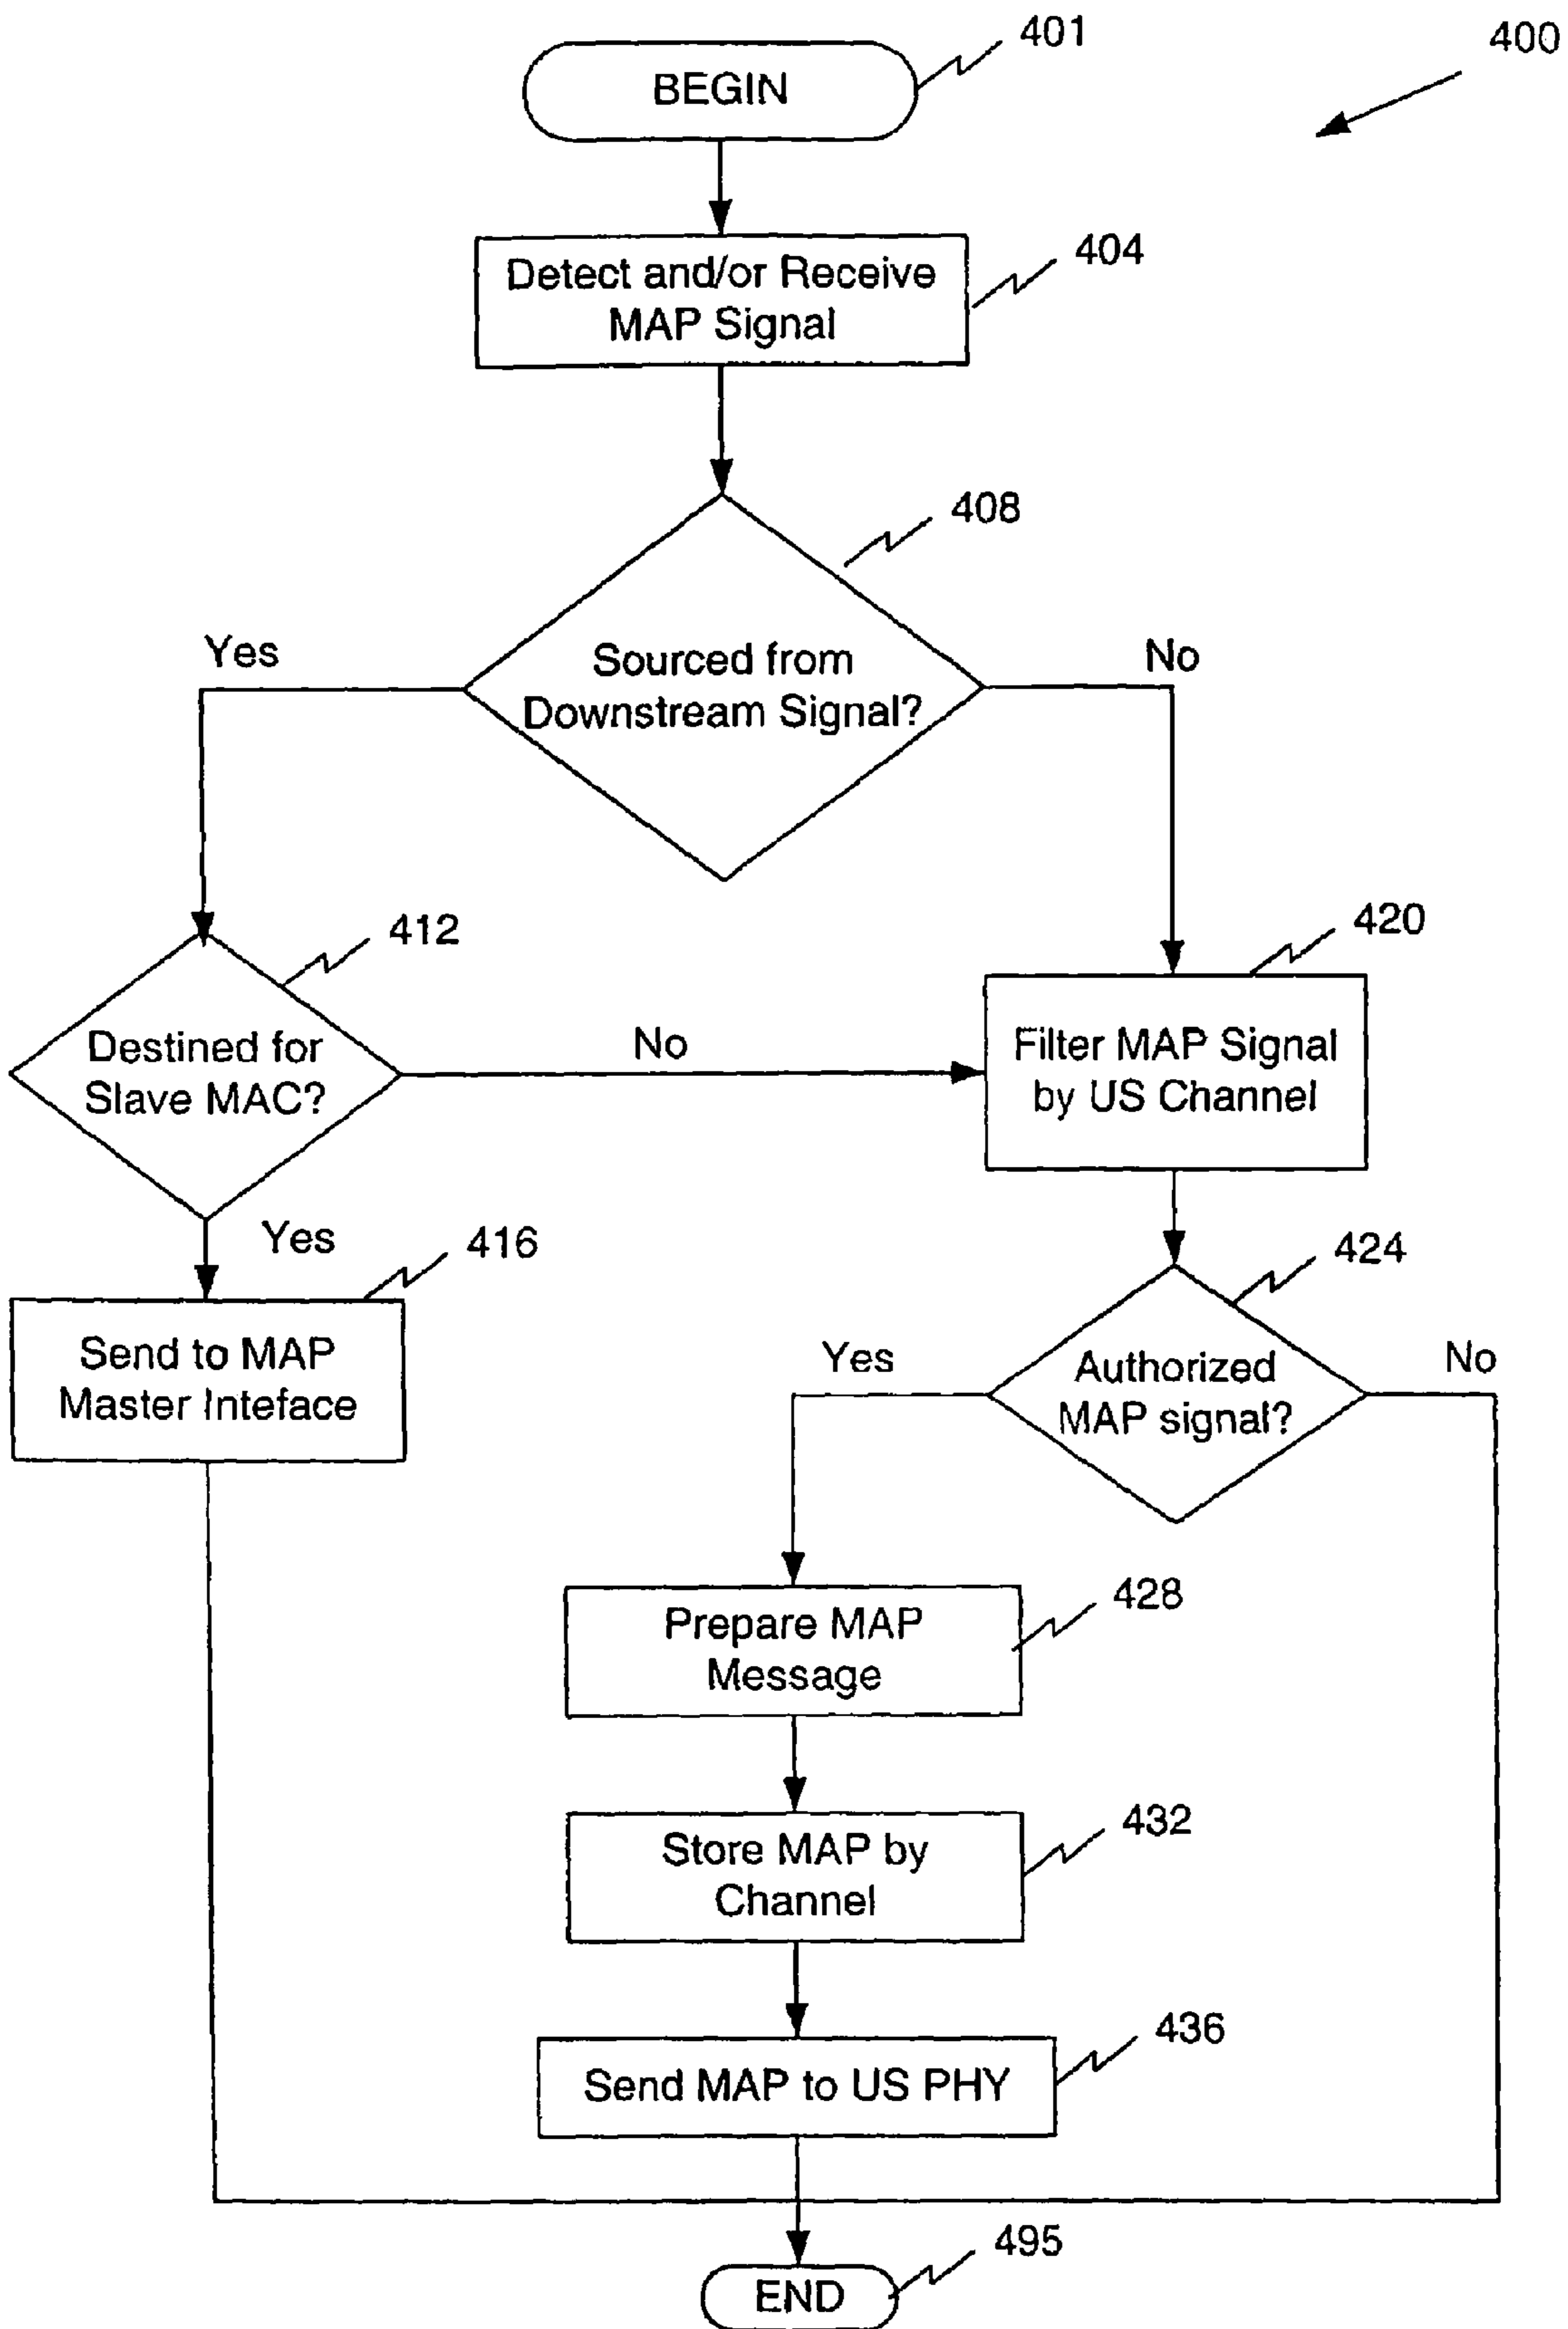 401
400
BEGIN
404
Detect and/or Receive
MAP Signal
408
Yes
Sourced from
Downstream Signal?
No
412
420
Destined for
Slave MAC?
No
Filter MAP Signal
by US Channel
Yes
416
424
Send to MAP
Master Inteface
Yes
Authorized
MAP signal?
No
428
Prepare MAP
Message
432
Store MAP by
Channel
436
Send MAP to US PHY
495
END